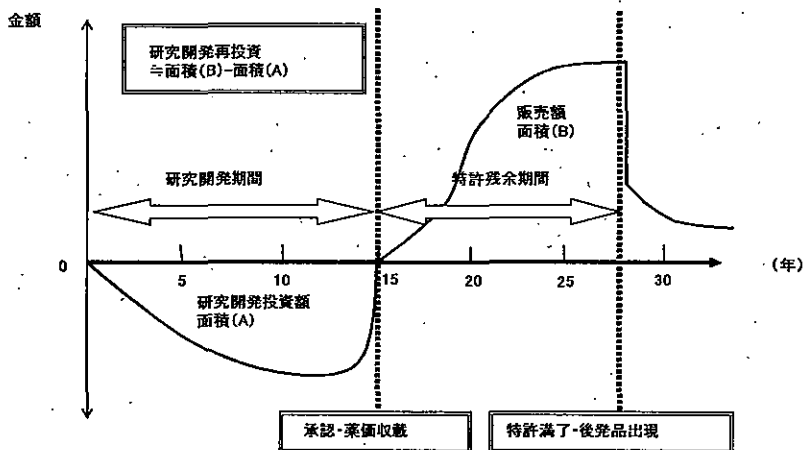 金額
研究開発再投資
≒面積(B)-面積(A)
販売額
面積(B)
研究開発期間
特許残余期間
0
5
10
15
20
25
30
(年)
研究開発投資額
面積(A)
承認・薬価収載
特許満了・後発品出現